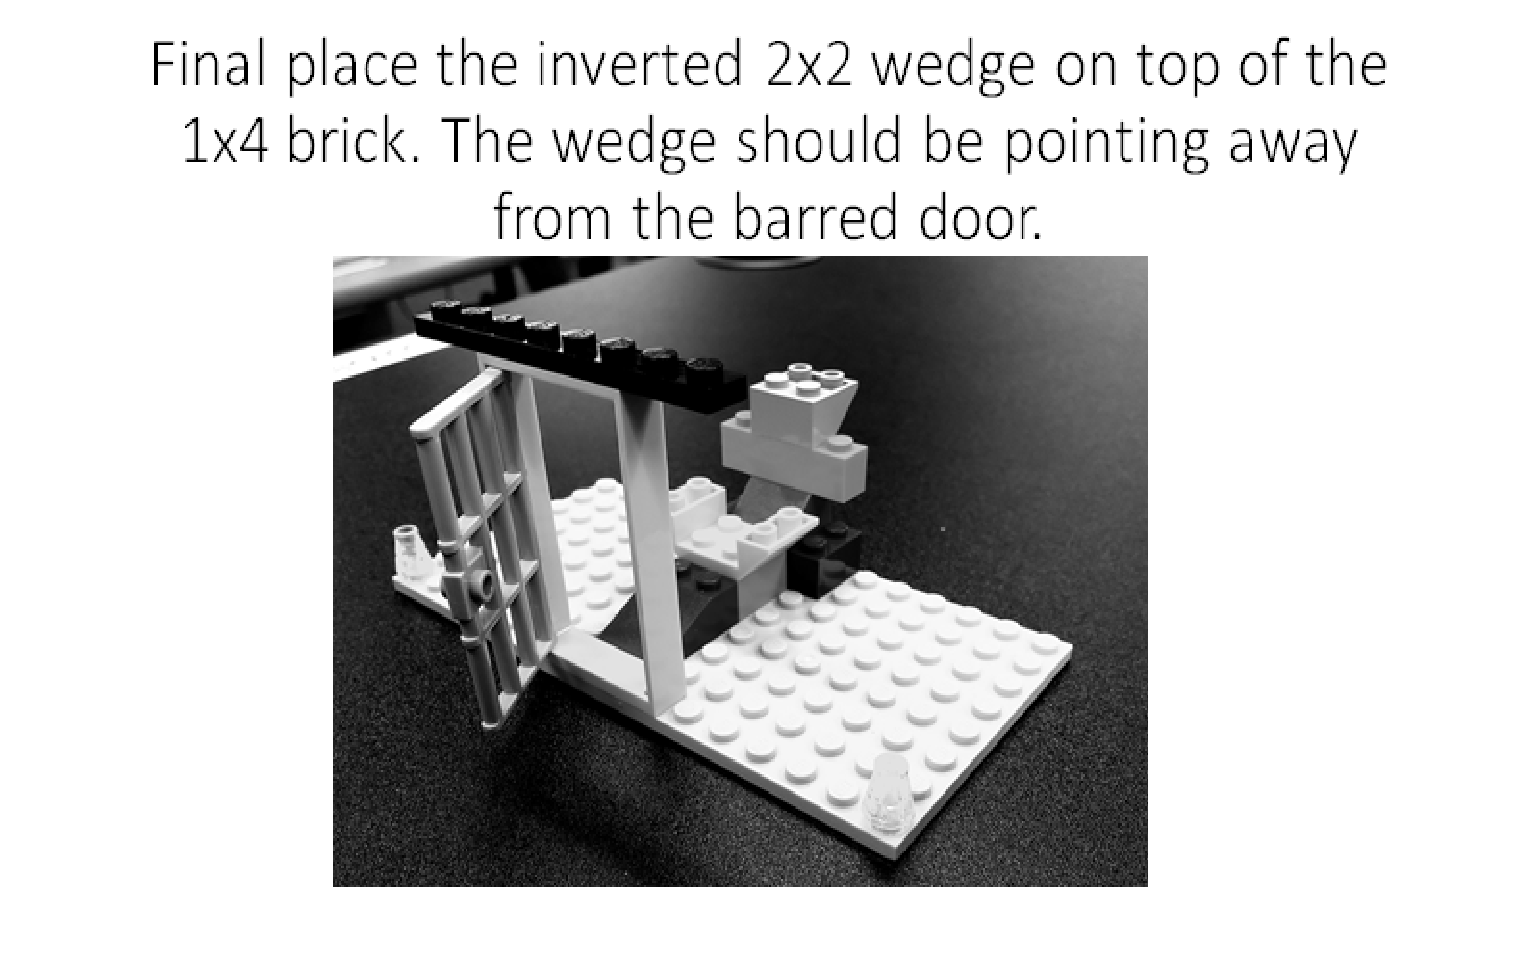 Final place the inverted 2x2 wedge on top of the
1x4 brick. The wedge should be pointing away
from the barred door.